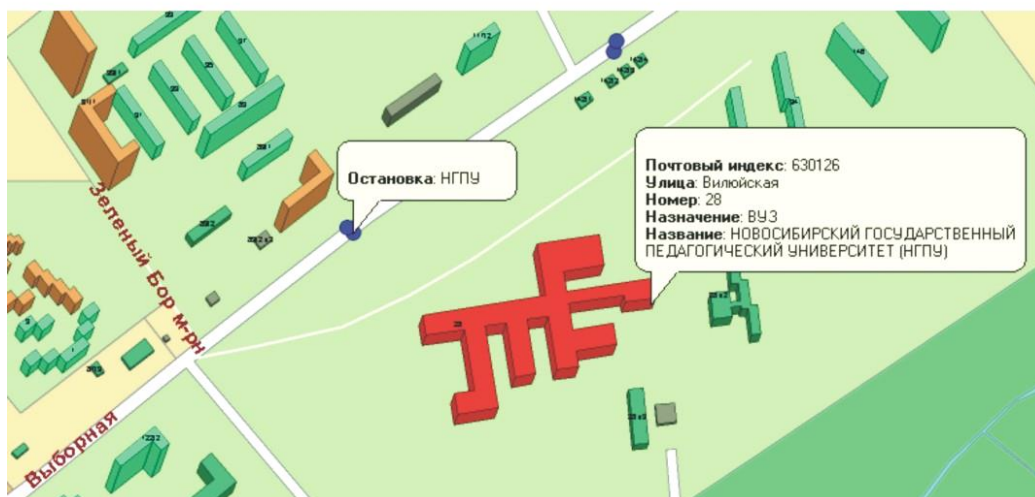 Остановка: НГПУ
Почтовый индекс: 630126
Улица: Вилюйская
Номер: 28
Назначение: ВУЗ
Название: НОВОСИБИРСКИЙ ГОСУДАРСТВЕННЫЙ
ПЕДАГОГИЧЕСКИЙ УНИВЕРСИТЕТ (НГПУ)
Зеленый Бор м-рн
Выборная
28